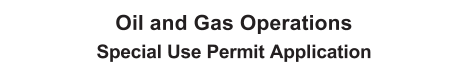 Oil and Gas Operations
Special Use Permit Application